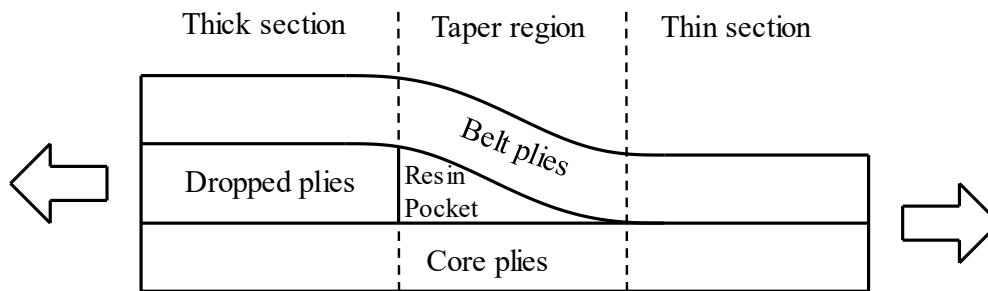 Thick section
Taper region
Thin section
Belt plies
Dropped plies
Resin
Pocket
Core plies